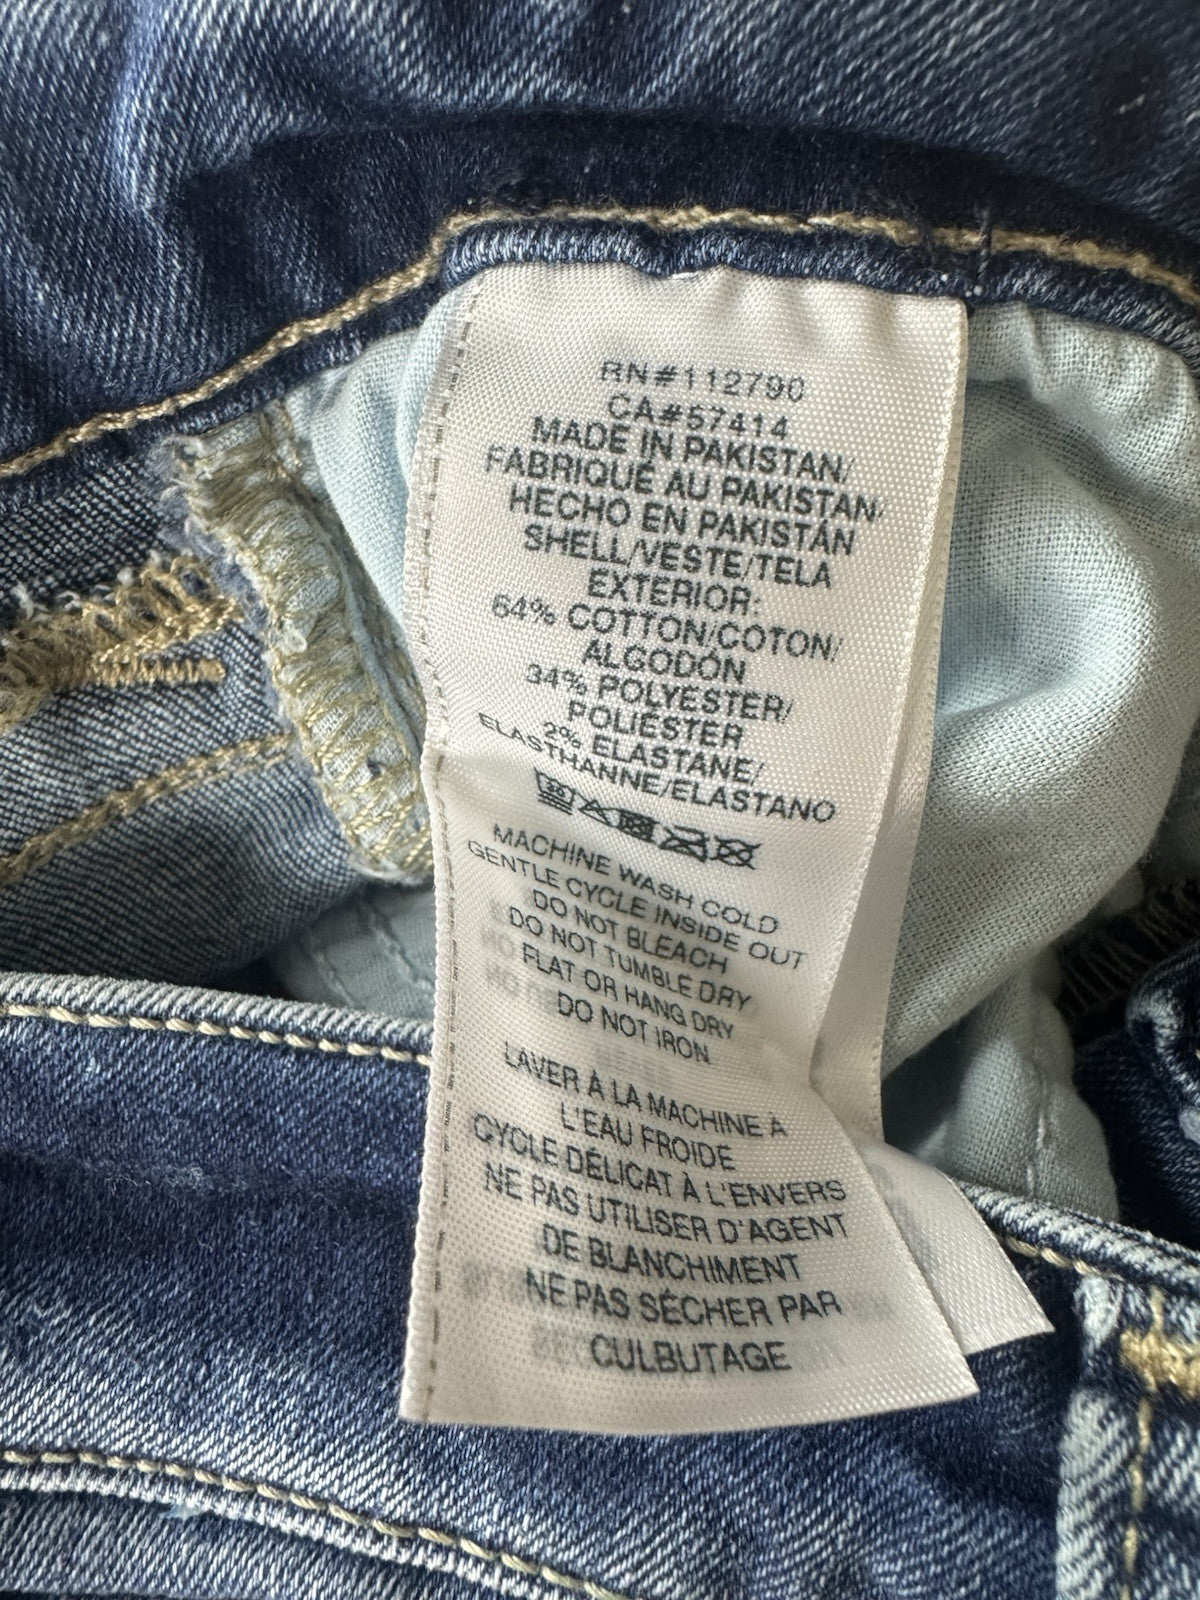 RN#112790
CA#57414
MADE IN PAKISTAN/
FABRIQUÉ AU PAKISTAN/
HECHO EN PAKISTÁN
SHELL/VESTE/TELA
EXTERIOR:
64% COTTON/COTON/
ALGODÓN
34% POLYESTER/
POLIÉSTER
2% ELASTANE/
ELASTHANNE/ELASTANO
30
MACHINE WASH COLD
GENTLE CYCLE INSIDE OUT
DO NOT BLEACH
DO NOT TUMBLE DRY
FLAT OR HANG DRY
DO NOT IRON
LAVER À LA MACHINE À
L'EAU FROIDE
CYCLE DÉLICAT À L'ENVERS
NE PAS UTILISER D'AGENT
DE BLANCHIMENT
NE PAS SÉCHER PAR
CULBUTAGE